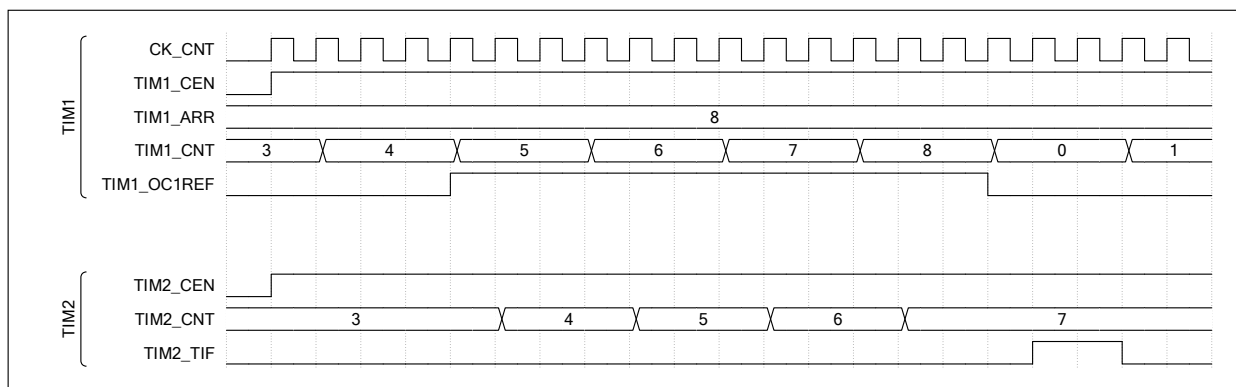 TIM1
CK_CNT
TIM1_CEN
TIM1_ARR
8
TIM1_CNT
3 4 5 6 7 8 0 1
TIM1_OC1REF
TIM2
TIM2_CEN
TIM2_CNT
3 4 5 6 7
TIM2_TIF